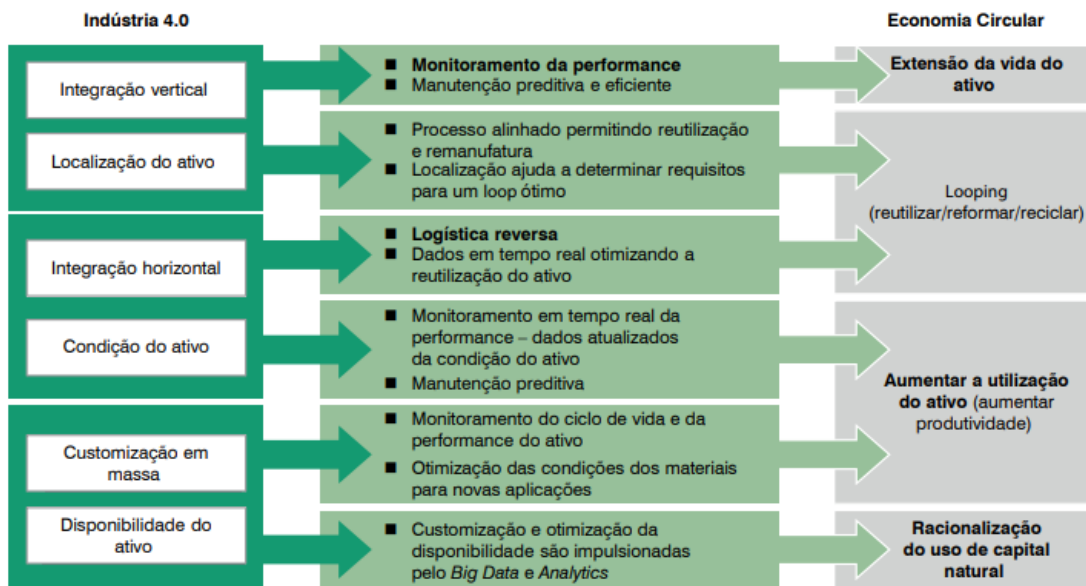 Indústria 4.0
Economia Circular
Integração vertical
■ Monitoramento da performance
■ Manutenção preditiva e eficiente
Extensão da vida do
ativo
Localização do ativo
■ Processo alinhado permitindo reutilização
e remanufatura
■ Localização ajuda a determinar requisitos
para um loop ótimo
Looping
(reutilizar/reformar/reciclar)
Integração horizontal
■ Logística reversa
■ Dados em tempo real otimizando a
reutilização do ativo
Condição do ativo
■ Monitoramento em tempo real da
performance – dados atualizados
da condição do ativo
■ Manutenção preditiva
Aumentar a utilização
do ativo (aumentar
produtividade)
Customização em
massa
■ Monitoramento do ciclo de vida e da
performance do ativo
■ Otimização das condições dos materiais
para novas aplicações
Disponibilidade do
ativo
■ Customização e otimização da
disponibilidade são impulsionadas
pelo Big Data e Analytics
Racionalização
do uso de capital
natural